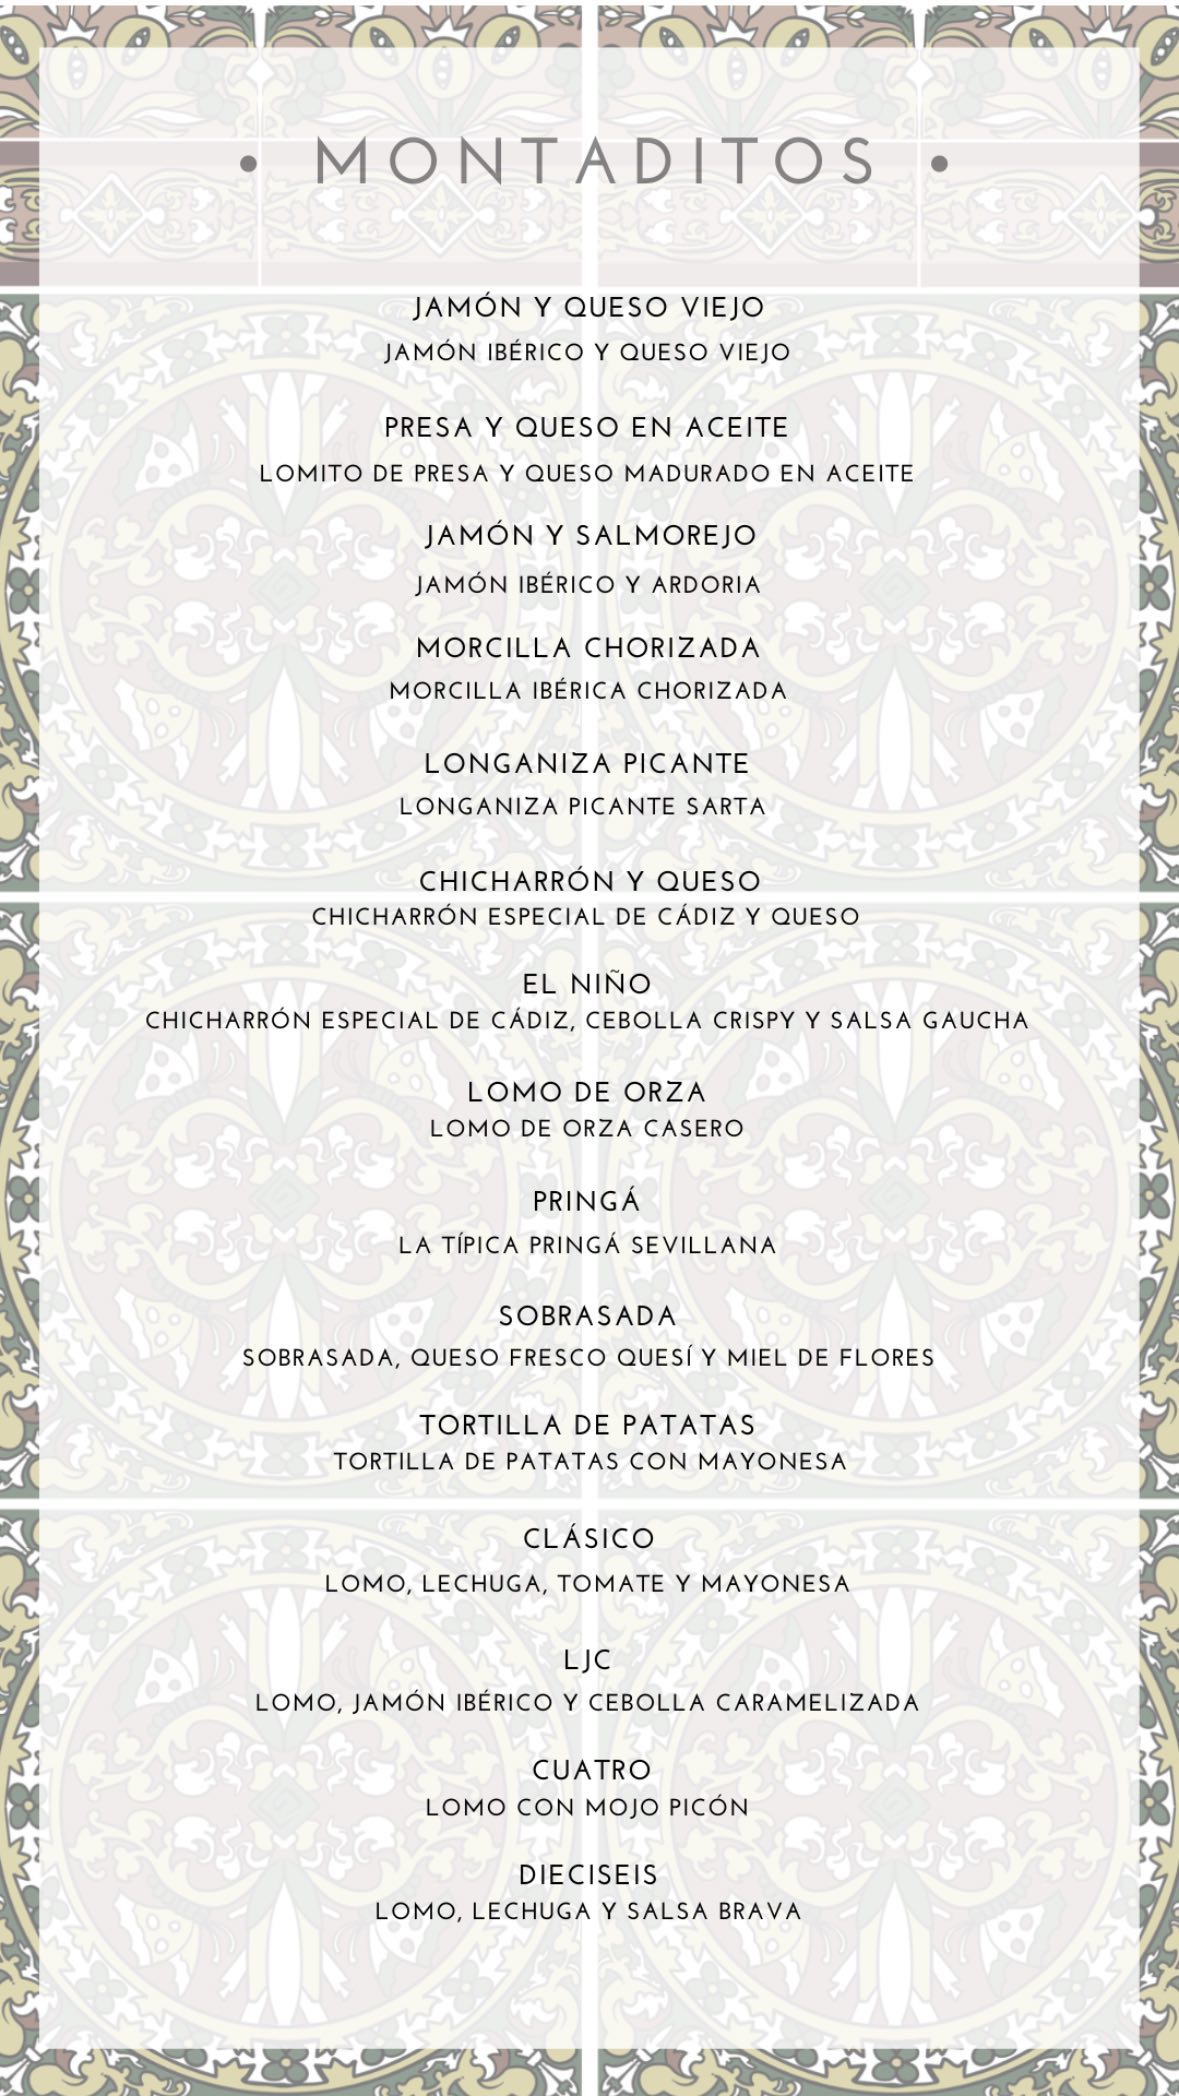 • MONTADITOS •
JAMÓN Y QUESO VIEJO
JAMÓN IBÉRICO Y QUESO VIEJO
PRESA Y QUESO EN ACEITE
LOMITO DE PRESA Y QUESO MADURADO EN ACEITE
JAMÓN Y SALMOREJO
JAMÓN IBÉRICO Y ARDORIA
MORCILLA CHORIZADA
MORCILLA IBÉRICA CHORIZADA
LONGANIZA PICANTE
LONGANIZA PICANTE SARTA
CHICHARRÓN Y QUESO
CHICHARRÓN ESPECIAL DE CÁDIZ Y QUESO
EL NIÑO
CHICHARRÓN ESPECIAL DE CÁDIZ, CEBOLLA CRISPY Y SALSA GAUCHA
LOMO DE ORZA
LOMO DE ORZA CASERO
PRINGÁ
LA TÍPICA PRINGÁ SEVILLANA
SOBRASADA
SOBRASADA, QUESO FRESCO QUESÍ Y MIEL DE FLORES
TORTILLA DE PATATAS
TORTILLA DE PATATAS CON MAYONESA
CLÁSICO
LOMO, LECHUGA, TOMATE Y MAYONESA
LJC
LOMO, JAMÓN IBÉRICO Y CEBOLLA CARAMELIZADA
CUATRO
LOMO CON MOJO PICÓN
DIECISEIS
LOMO, LECHUGA Y SALSA BRAVA